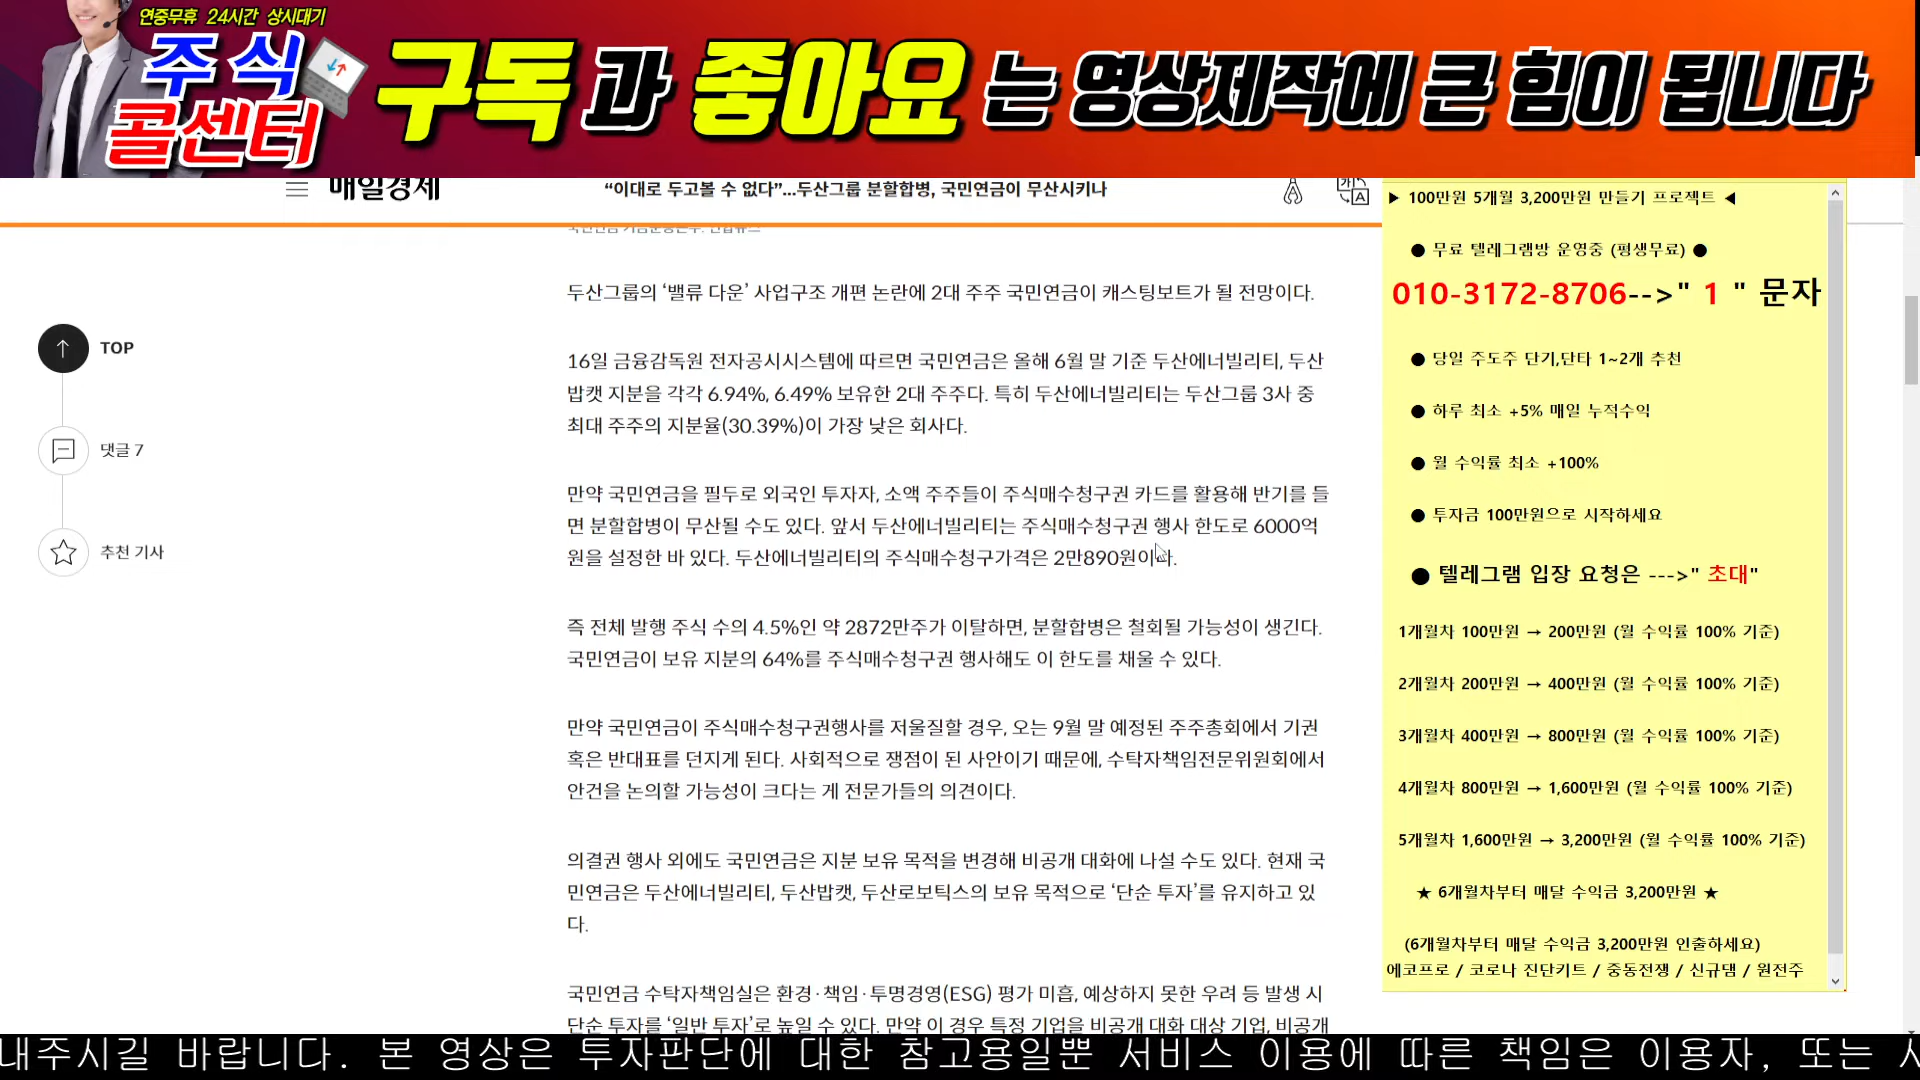 연중무휴 24시간 상시대기
주식
콜센터
구독과 좋아요는 영상제작에 큰 힘이 됩니다
매일경제
“이대로 두고볼 수 없다”...두산그룹 분할합병, 국민연금이 무산시키나
TOP
댓글 7
추천 기사
두산그룹의 ‘밸류 다운’ 사업구조 개편 논란에 2대 주주 국민연금이 캐스팅보트가 될 전망이다.
16일 금융감독원 전자공시시스템에 따르면 국민연금은 올해 6월 말 기준 두산에너빌리티, 두산
밥캣 지분을 각각 6.94%, 6.49% 보유한 2대 주주다. 특히 두산에너빌리티는 두산그룹 3사 중
최대 주주의 지분율(30.39%)이 가장 낮은 회사다.
만약 국민연금을 필두로 외국인 투자자, 소액 주주들이 주식매수청구권 카드를 활용해 반기를 들
면 분할합병이 무산될 수도 있다. 앞서 두산에너빌리티는 주식매수청구권 행사 한도로 6000억
원을 설정한 바 있다. 두산에너빌리티의 주식매수청구가격은 2만890원이다.
즉 전체 발행 주식 수의 4.5%인 약 2872만주가 이탈하면, 분할합병은 철회될 가능성이 생긴다.
국민연금이 보유 지분의 64%를 주식매수청구권 행사해도 이 한도를 채울 수 있다.
만약 국민연금이 주식매수청구권행사를 저울질할 경우, 오는 9월 말 예정된 주주총회에서 기권
혹은 반대표를 던지게 된다. 사회적으로 쟁점이 된 사안이기 때문에, 수탁자책임전문위원회에서
안건을 논의할 가능성이 크다는 게 전문가들의 의견이다.
의결권 행사 외에도 국민연금은 지분 보유 목적을 변경해 비공개 대화에 나설 수도 있다. 현재 국
민연금은 두산에너빌리티, 두산밥캣, 두산로보틱스의 보유 목적으로 ‘단순 투자’를 유지하고 있
다.
국민연금 수탁자책임실은 환경·책임·투명경영(ESG) 평가 미흡, 예상하지 못한 우려 등 발생 시
단순 투자를 ‘일반 투자’로 높일 수 있다. 만약 이 경우 특정 기업을 비공개 대화 대상 기업, 비공개
▶ 100만원 5개월 3,200만원 만들기 프로젝트 ◀
● 무료 텔레그램방 운영중 (평생무료) ●
010-3172-8706-->" 1 " 문자
● 당일 주도주 단기,단타 1~2개 추천
● 하루 최소 +5% 매일 누적수익
● 월 수익률 최소 +100%
● 투자금 100만원으로 시작하세요
● 텔레그램 입장 요청은 --->" 초대"
1개월차 100만원 → 200만원 (월 수익률 100% 기준)
2개월차 200만원 → 400만원 (월 수익률 100% 기준)
3개월차 400만원 → 800만원 (월 수익률 100% 기준)
4개월차 800만원 → 1,600만원 (월 수익률 100% 기준)
5개월차 1,600만원 → 3,200만원 (월 수익률 100% 기준)
★ 6개월차부터 매달 수익금 3,200만원 ★
(6개월차부터 매달 수익금 3,200만원 인출하세요)
에코프로 / 코로나 진단키트 / 중동전쟁 / 신규댐 / 원전주
내주시길 바랍니다. 본 영상은 투자판단에 대한 참고용일뿐 서비스 이용에 따른 책임은 이용자, 또는